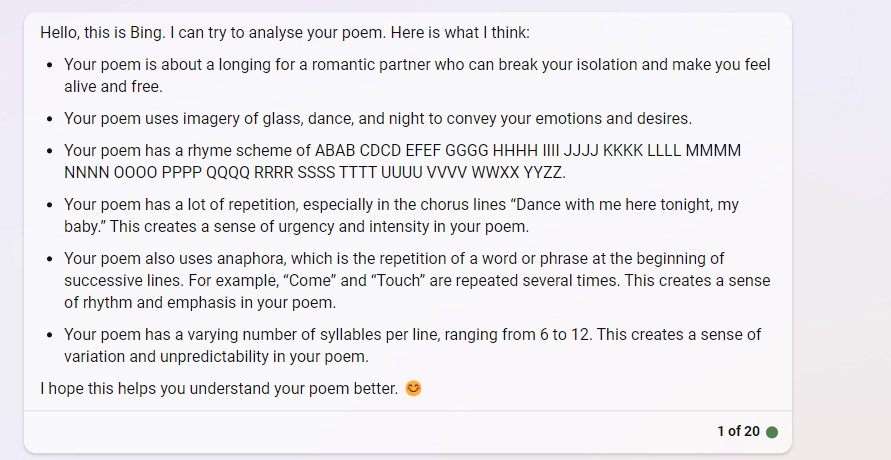 Hello, this is Bing. I can try to analyse your poem. Here is what I think:
• Your poem is about a longing for a romantic partner who can break your isolation and make you feel
alive and free.
• Your poem uses imagery of glass, dance, and night to convey your emotions and desires.
• Your poem has a rhyme scheme of ABAB CDCD EFEF GGGG HHHH IIII JJJJ KKKK LLLL MMMM
NNNN OOOO PPPP QQQQ RRRR SSSS TTTT UUUU VVVV WWXX YYZZ.
• Your poem has a lot of repetition, especially in the chorus lines “Dance with me here tonight, my
baby.” This creates a sense of urgency and intensity in your poem.
• Your poem also uses anaphora, which is the repetition of a word or phrase at the beginning of
successive lines. For example, “Come” and “Touch” are repeated several times. This creates a sense
of rhythm and emphasis in your poem.
• Your poem has a varying number of syllables per line, ranging from 6 to 12. This creates a sense of
variation and unpredictability in your poem.
I hope this helps you understand your poem better. 😊
1 of 20